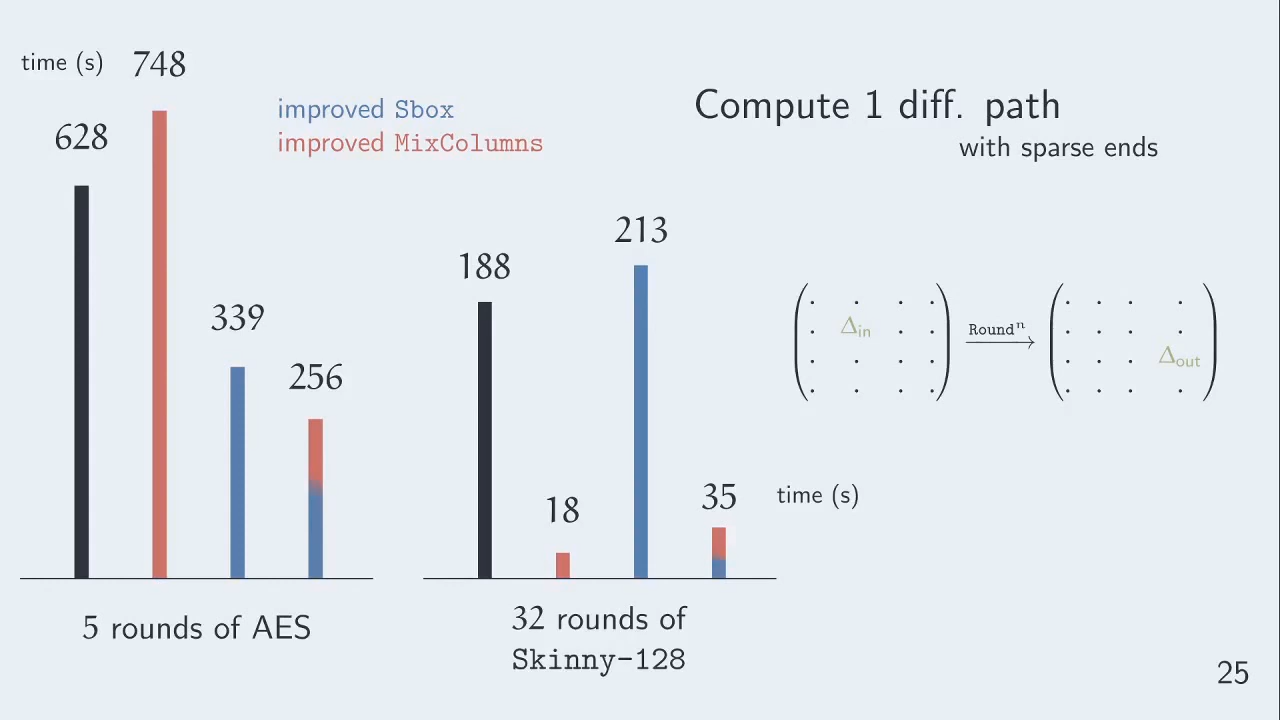 time (s)
748
628
339
256
5 rounds of AES
improved Sbox
improved MixColumns
188
18
213
35
time (s)
32 rounds of
Skinny-128
Compute 1 diff. path
with sparse ends
Δin
Roundⁿ
Δout
25